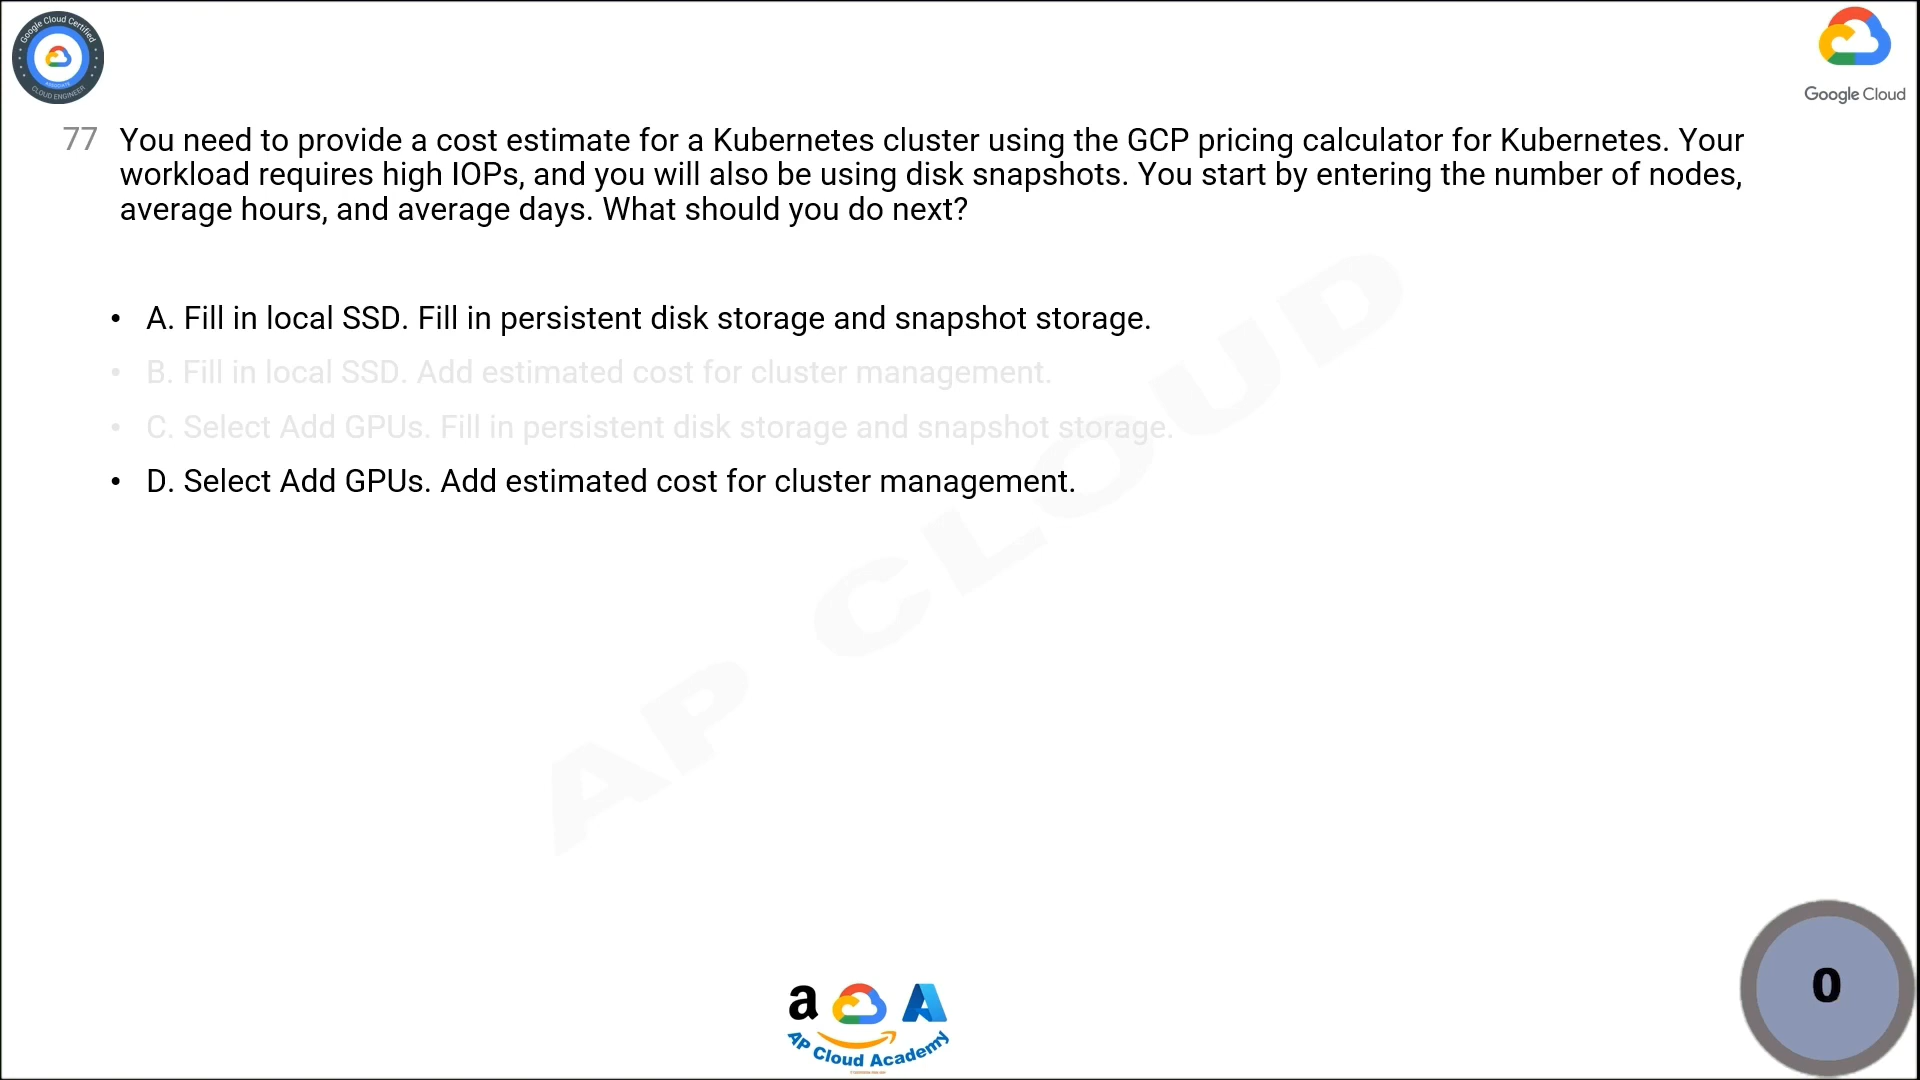 Google Cloud Certified
ASSOCIATE
CLOUD ENGINEER
Google Cloud
77 You need to provide a cost estimate for a Kubernetes cluster using the GCP pricing calculator for Kubernetes. Your
workload requires high IOPs, and you will also be using disk snapshots. You start by entering the number of nodes,
average hours, and average days. What should you do next?
• A. Fill in local SSD. Fill in persistent disk storage and snapshot storage.
• B. Fill in local SSD. Add estimated cost for cluster management.
• C. Select Add GPUs. Fill in persistent disk storage and snapshot storage.
• D. Select Add GPUs. Add estimated cost for cluster management.
AP CLOUD
0
a
AP Cloud Academy